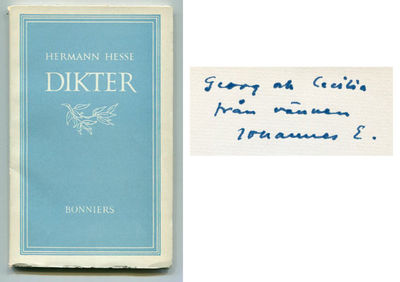 HERMANN HESSE
DIKTER
BONNIERS
Georg och Cecilia
från vännen
Johannes E.